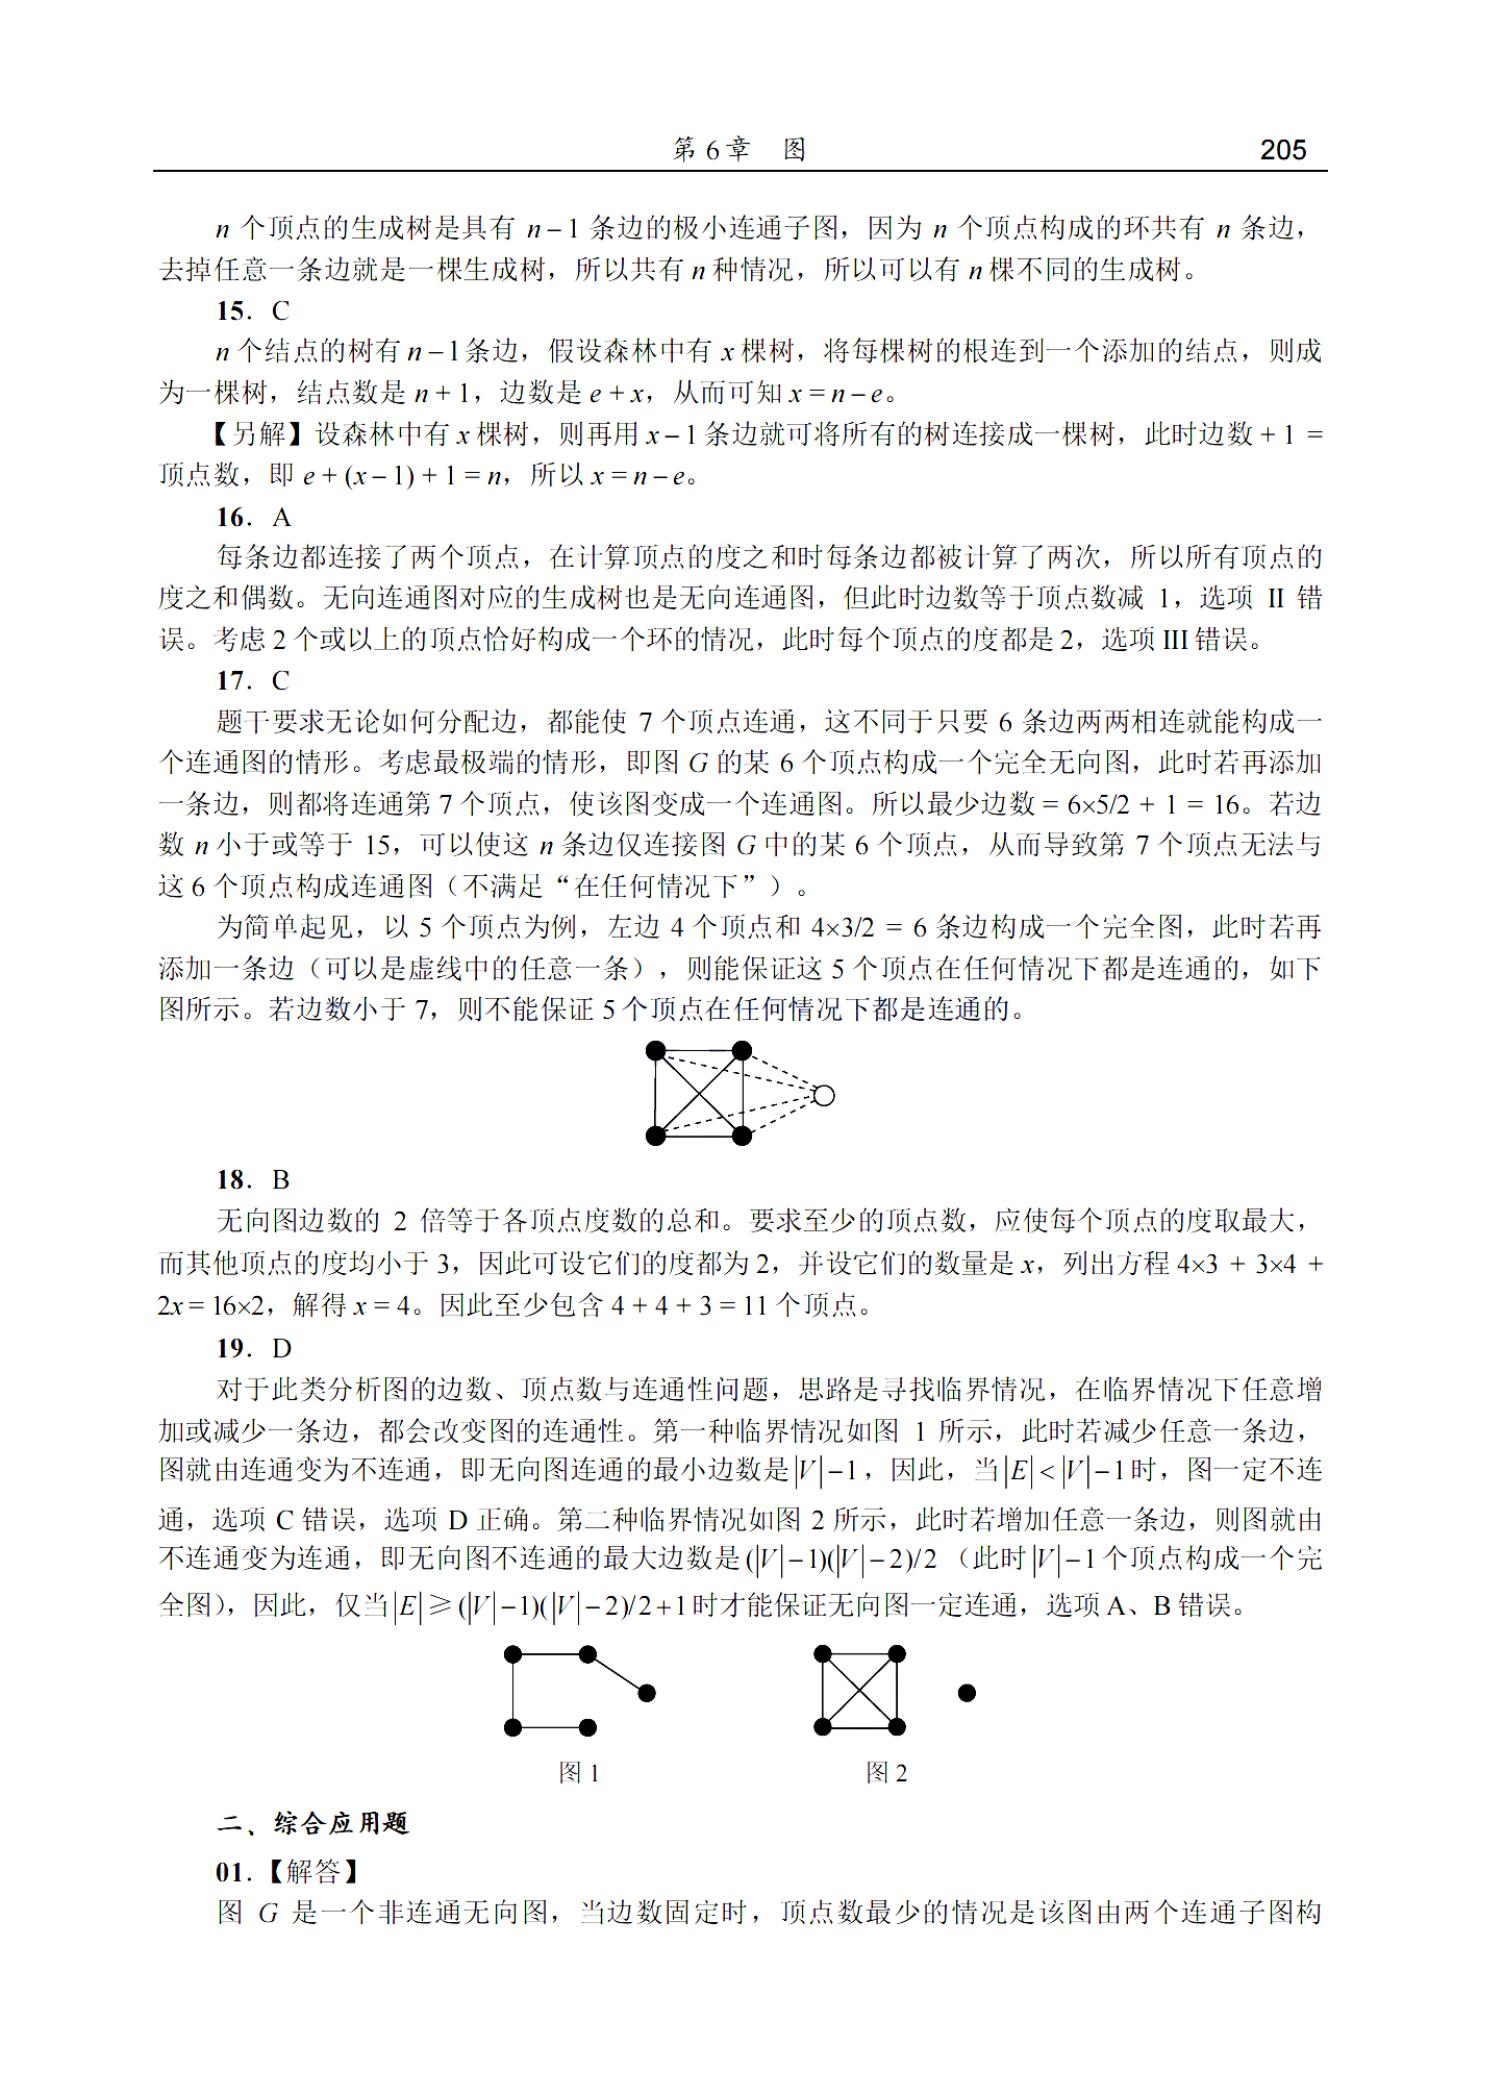 第 6 章 图 205
n 个顶点的生成树是具有 n – 1 条边的极小连通子图，因为 n 个顶点构成的环共有 n 条边，
去掉任意一条边就是一棵生成树，所以共有 n 种情况，所以可以有 n 棵不同的生成树。
15．C
n 个结点的树有 n – 1条边，假设森林中有 x 棵树，将每棵树的根连到一个添加的结点，则成
为一棵树，结点数是 n + 1，边数是 e + x，从而可知 x = n – e。
【另解】设森林中有 x 棵树，则再用 x – 1 条边就可将所有的树连接成一棵树，此时边数 + 1 =
顶点数，即 e + (x – 1) + 1 = n，所以 x = n – e。
16．A
每条边都连接了两个顶点，在计算顶点的度之和时每条边都被计算了两次，所以所有顶点的
度之和偶数。无向连通图对应的生成树也是无向连通图，但此时边数等于顶点数减 1，选项 II 错
误。考虑 2 个或以上的顶点恰好构成一个环的情况，此时每个顶点的度都是 2，选项 III 错误。
17．C
题干要求无论如何分配边，都能使 7 个顶点连通，这不同于只要 6 条边两两相连就能构成一
个连通图的情形。考虑最极端的情形，即图 G 的某 6 个顶点构成一个完全无向图，此时若再添加
一条边，则都将连通第 7 个顶点，使该图变成一个连通图。所以最少边数 = 6×5/2 + 1 = 16。若边
数 n 小于或等于 15，可以使这 n 条边仅连接图 G 中的某 6 个顶点，从而导致第 7 个顶点无法与
这 6 个顶点构成连通图（不满足“在任何情况下”）。
为简单起见，以 5 个顶点为例，左边 4 个顶点和 4×3/2 = 6 条边构成一个完全图，此时若再
添加一条边（可以是虚线中的任意一条），则能保证这 5 个顶点在任何情况下都是连通的，如下
图所示。若边数小于 7，则不能保证 5 个顶点在任何情况下都是连通的。
18．B
无向图边数的 2 倍等于各顶点度数的总和。要求至少的顶点数，应使每个顶点的度取最大，
而其他顶点的度均小于 3，因此可设它们的度都为 2，并设它们的数量是 x，列出方程 4×3 + 3×4 +
2x = 16×2，解得 x = 4。因此至少包含 4 + 4 + 3 = 11 个顶点。
19．D
对于此类分析图的边数、顶点数与连通性问题，思路是寻找临界情况，在临界情况下任意增
加或减少一条边，都会改变图的连通性。第一种临界情况如图 1 所示，此时若减少任意一条边，
图就由连通变为不连通，即无向图连通的最小边数是|V|−1，因此，当|E|<|V|−1时，图一定不连
通，选项 C 错误，选项 D 正确。第二种临界情况如图 2 所示，此时若增加任意一条边，则图就由
不连通变为连通，即无向图不连通的最大边数是(|V|−1)(|V|−2)/2（此时|V|−1个顶点构成一个完
全图），因此，仅当|E|≥(|V|−1)(|V|−2)/2+1时才能保证无向图一定连通，选项 A、B 错误。
图 1 图 2
二、综合应用题
01.【解答】
图 G 是一个非连通无向图，当边数固定时，顶点数最少的情况是该图由两个连通子图构